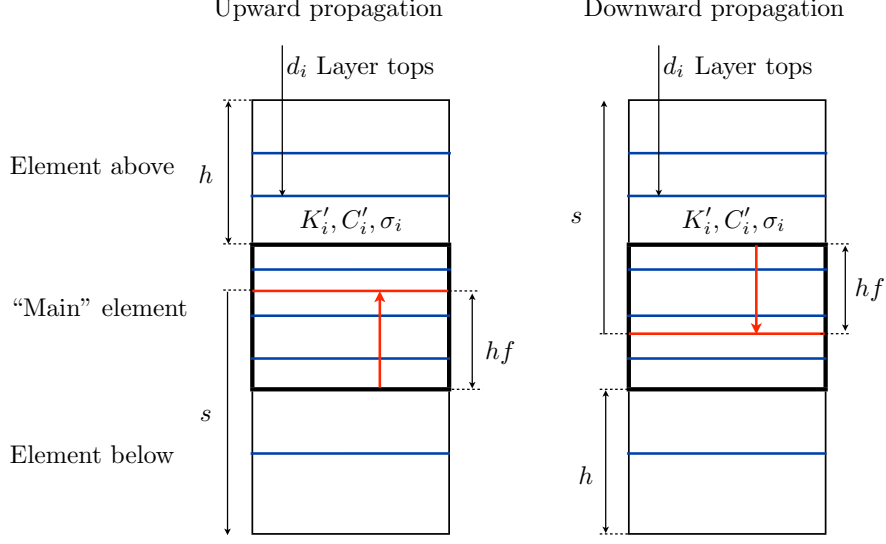 Upward propagation
Downward propagation
d_i Layer tops
d_i Layer tops
Element above
h
s
K'_i, C'_i, σ_i
K'_i, C'_i, σ_i
“Main” element
hf
hf
s
Element below
h